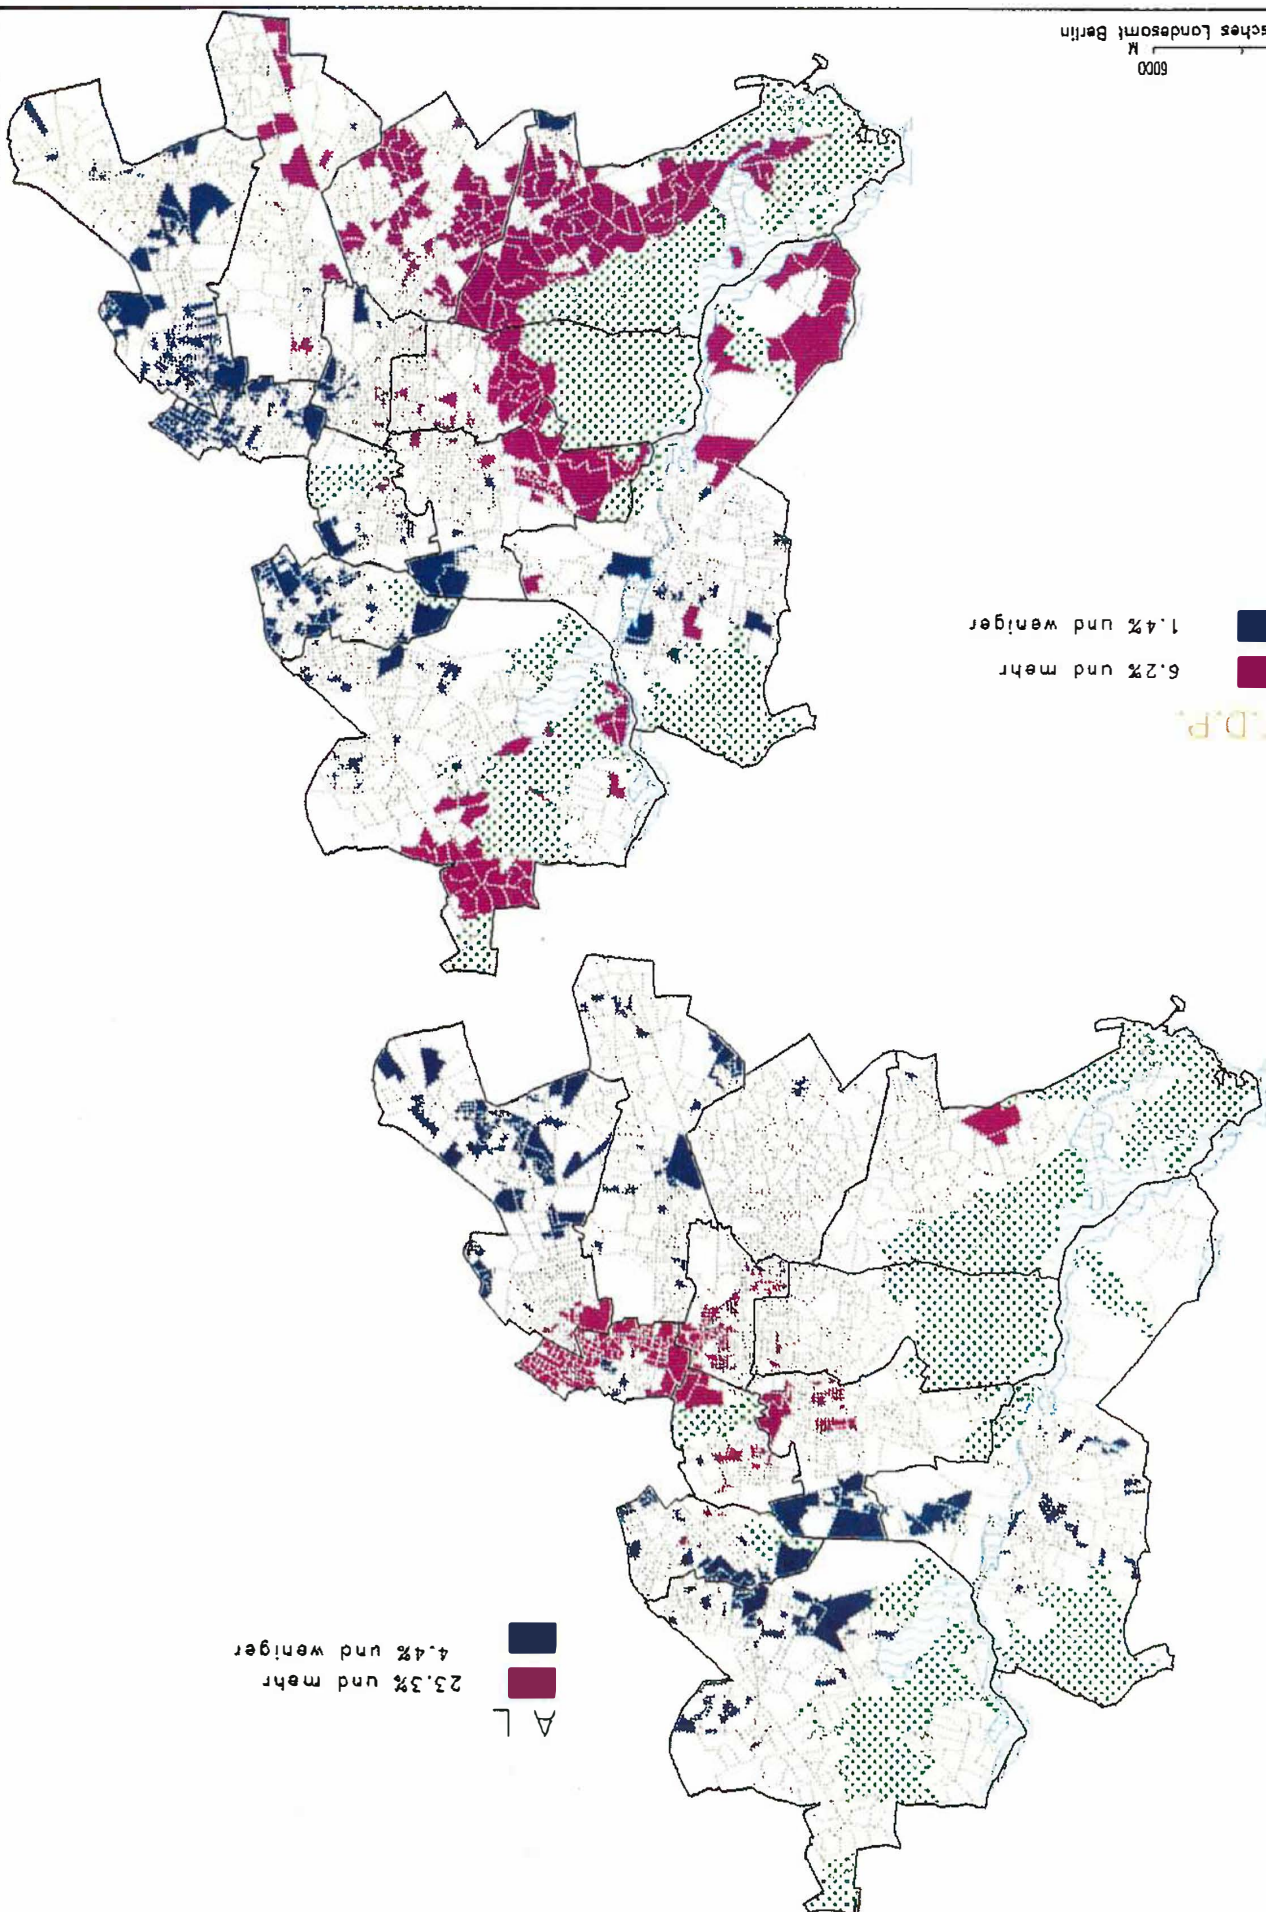 A L
23.3% und mehr
4.4% und weniger
.D.P.
6.2% und mehr
1.4% und weniger
6000
M
sches Landesamt Berlin